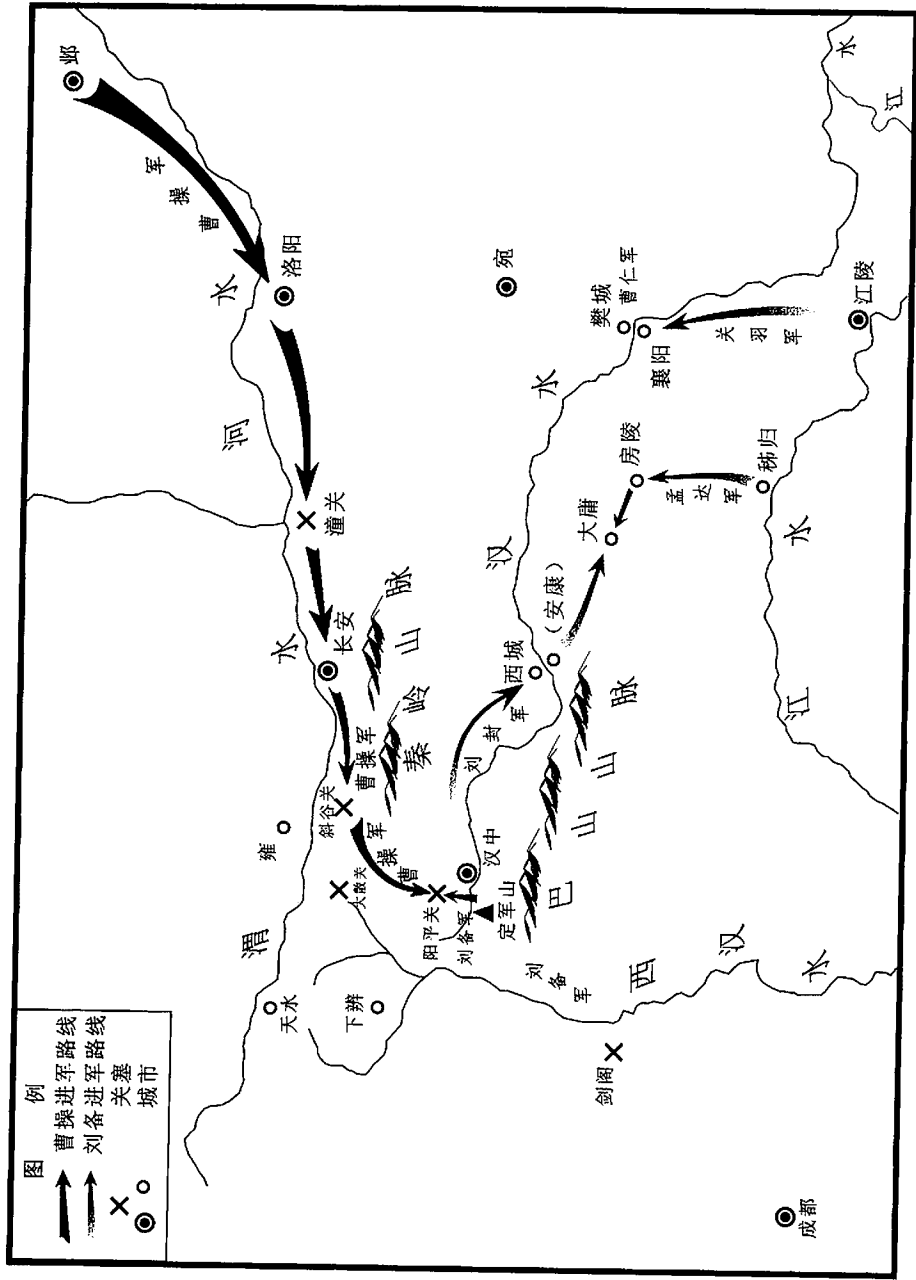 图 例
曹操进军路线
刘备进军路线
关塞
城市
邺
曹操军
洛阳
河水
潼关
长安
渭水
曹操军
斜谷关
雍
大散关
曹操军
阳平关
汉中
刘备军
定军山
天水
下辨
秦岭山脉
刘封军
西城
(安康)
汉水
宛
樊城
曹仁军
襄阳
关羽军
江陵
房陵
大庸
孟达军
秭归
江水
江水
巴山山脉
西汉水
刘备军
剑阁
成都